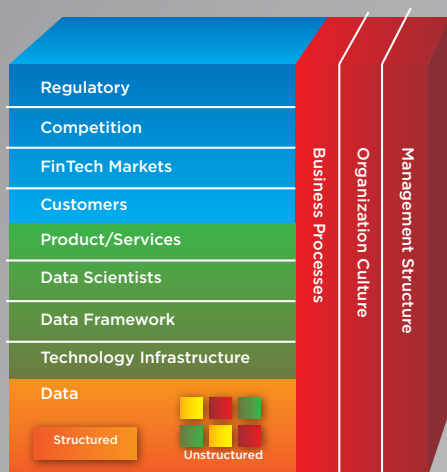 Regulatory
Competition
FinTech Markets
Customers
Product/Services
Data Scientists
Data Framework
Technology Infrastructure
Data
Structured
Unstructured
Business Processes
Organization Culture
Management Structure